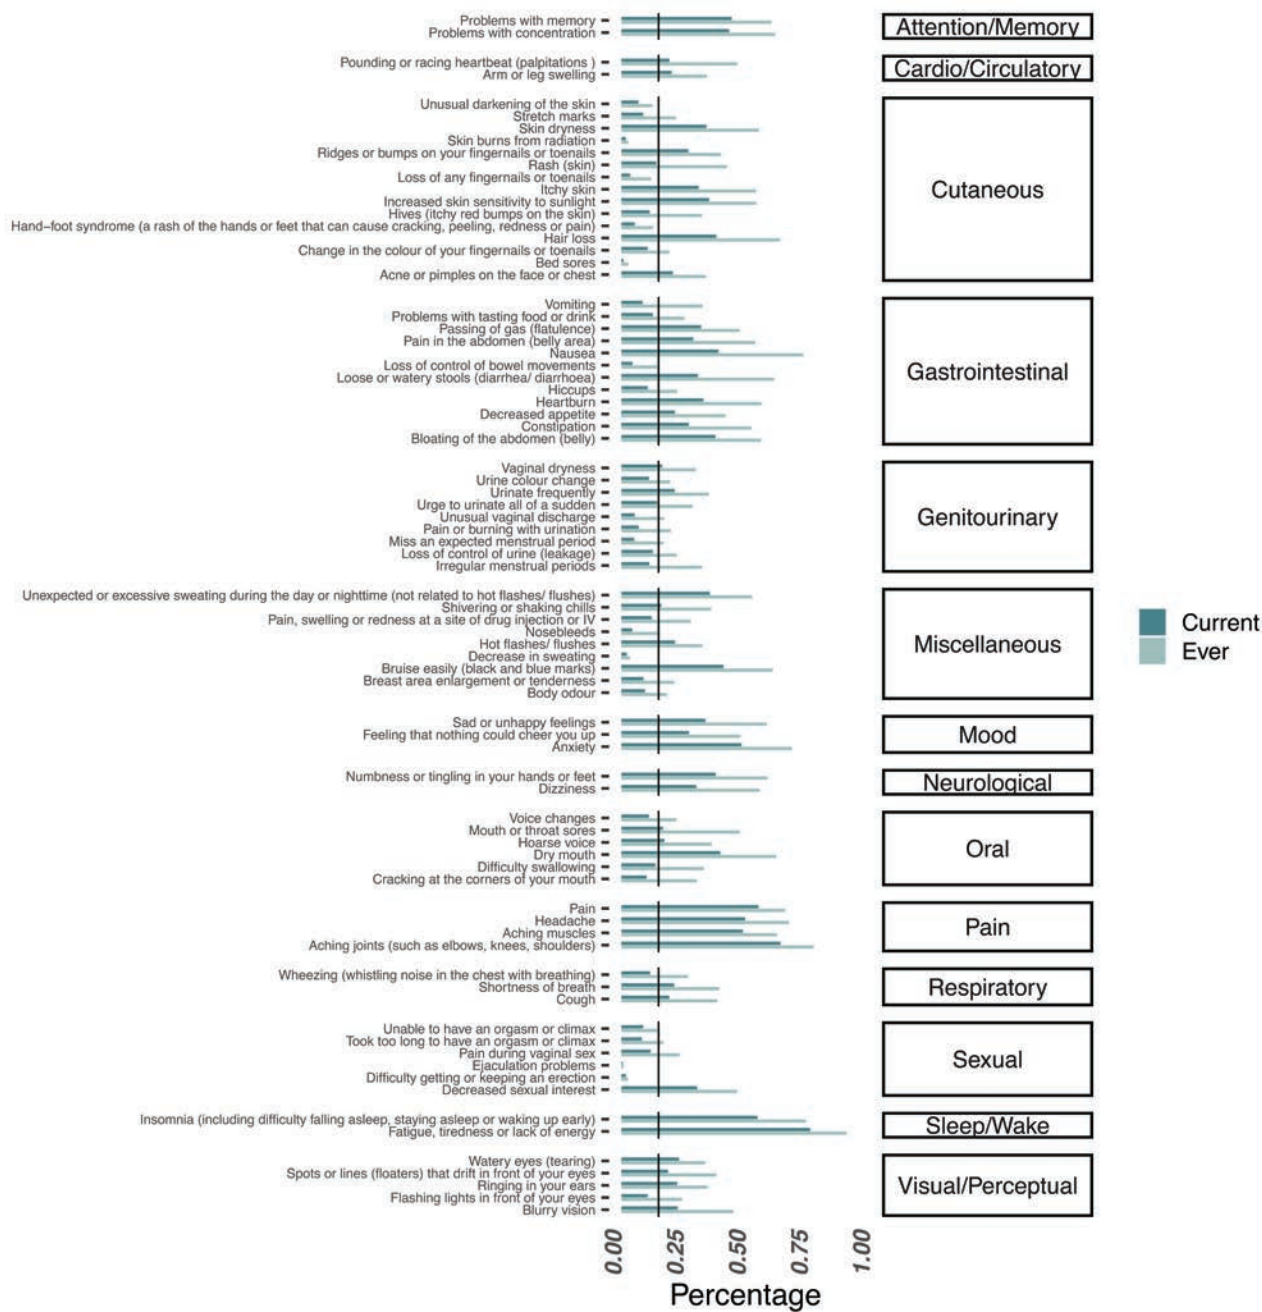 Problems with memory
Problems with concentration
Attention/Memory
Pounding or racing heartbeat (palpitations )
Arm or leg swelling
Cardio/Circulatory
Unusual darkening of the skin
Stretch marks
Skin dryness
Skin burns from radiation
Ridges or bumps on your fingernails or toenails
Rash (skin)
Loss of any fingernails or toenails
Itchy skin
Increased skin sensitivity to sunlight
Hives (itchy red bumps on the skin)
Hand–foot syndrome (a rash of the hands or feet that can cause cracking, peeling, redness or pain)
Hair loss
Change in the colour of your fingernails or toenails
Bed sores
Acne or pimples on the face or chest
Cutaneous
Vomiting
Problems with tasting food or drink
Passing of gas (flatulence)
Pain in the abdomen (belly area)
Nausea
Loss of control of bowel movements
Loose or watery stools (diarrhea/ diarrhoea)
Hiccups
Heartburn
Decreased appetite
Constipation
Bloating of the abdomen (belly)
Gastrointestinal
Vaginal dryness
Urine colour change
Urinate frequently
Urge to urinate all of a sudden
Unusual vaginal discharge
Pain or burning with urination
Miss an expected menstrual period
Loss of control of urine (leakage)
Irregular menstrual periods
Genitourinary
Unexpected or excessive sweating during the day or nighttime (not related to hot flashes/ flushes)
Shivering or shaking chills
Pain, swelling or redness at a site of drug injection or IV
Nosebleeds
Hot flashes/ flushes
Decrease in sweating
Bruise easily (black and blue marks)
Breast area enlargement or tenderness
Body odour
Miscellaneous
Current
Ever
Sad or unhappy feelings
Feeling that nothing could cheer you up
Anxiety
Mood
Numbness or tingling in your hands or feet
Dizziness
Neurological
Voice changes
Mouth or throat sores
Hoarse voice
Dry mouth
Difficulty swallowing
Cracking at the corners of your mouth
Oral
Pain
Headache
Aching muscles
Aching joints (such as elbows, knees, shoulders)
Pain
Wheezing (whistling noise in the chest with breathing)
Shortness of breath
Cough
Respiratory
Unable to have an orgasm or climax
Took too long to have an orgasm or climax
Pain during vaginal sex
Ejaculation problems
Difficulty getting or keeping an erection
Decreased sexual interest
Sexual
Insomnia (including difficulty falling asleep, staying asleep or waking up early)
Fatigue, tiredness or lack of energy
Sleep/Wake
Watery eyes (tearing)
Spots or lines (floaters) that drift in front of your eyes
Ringing in your ears
Flashing lights in front of your eyes
Blurry vision
Visual/Perceptual
0.00
0.25
0.50
0.75
1.00
Percentage